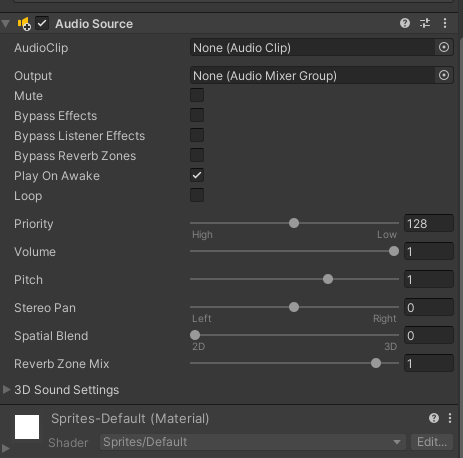 Audio Source
AudioClip None (Audio Clip)
Output None (Audio Mixer Group)
Mute
Bypass Effects
Bypass Listener Effects
Bypass Reverb Zones
Play On Awake
Loop
Priority 128
High Low
Volume 1
Pitch 1
Stereo Pan 0
Left Right
Spatial Blend 0
2D 3D
Reverb Zone Mix 1
3D Sound Settings
Sprites-Default (Material)
Shader Sprites/Default Edit...